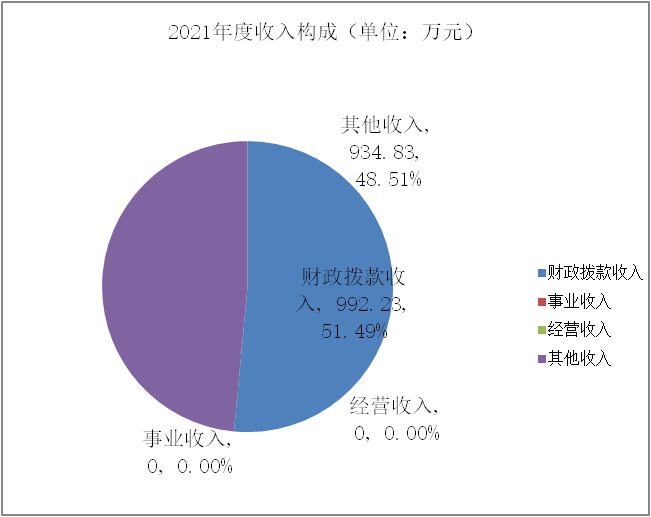 2021年度收入构成（单位：万元）
其他收入,
934.83,
48.51%
财政拨款收
入, 992.23,
51.49%
经营收入,
0, 0.00%
事业收入,
0, 0.00%
财政拨款收入
事业收入
经营收入
其他收入